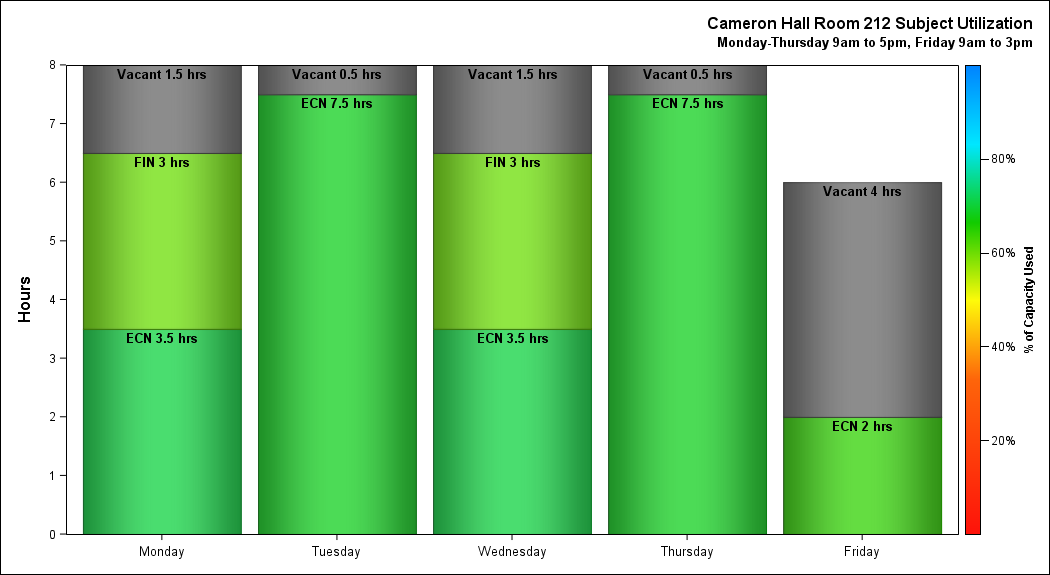 Cameron Hall Room 212 Subject Utilization
Monday-Thursday 9am to 5pm, Friday 9am to 3pm
Hours
8
7
6
5
4
3
2
1
0
Vacant 1.5 hrs
FIN 3 hrs
ECN 3.5 hrs
Vacant 0.5 hrs
ECN 7.5 hrs
Vacant 1.5 hrs
FIN 3 hrs
ECN 3.5 hrs
Vacant 0.5 hrs
ECN 7.5 hrs
Vacant 4 hrs
ECN 2 hrs
Monday
Tuesday
Wednesday
Thursday
Friday
80%
60%
40%
20%
% of Capacity Used